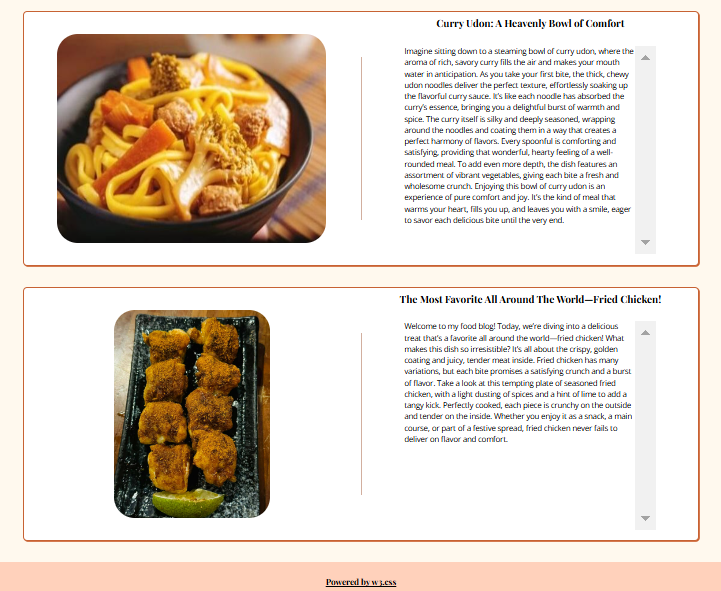 Curry Udon: A Heavenly Bowl of Comfort
Imagine sitting down to a steaming bowl of curry udon, where the
aroma of rich, savory curry fills the air and makes your mouth
water in anticipation. As you take your first bite, the thick, chewy
udon noodles deliver the perfect texture, effortlessly soaking up
the flavorful curry sauce. It's like each noodle has absorbed the
curry's essence, bringing you a delightful burst of warmth and
spice. The curry itself is silky and deeply seasoned, wrapping
around the noodles and coating them in a way that creates a
perfect harmony of flavors. Every spoonful is comforting and
satisfying, providing that wonderful, hearty feeling of a well-
rounded meal. To add even more depth, the dish features an
assortment of vibrant vegetables, giving each bite a fresh and
wholesome crunch. Enjoying this bowl of curry udon is an
experience of pure comfort and joy. It's the kind of meal that
warms your heart, fills you up, and leaves you with a smile, eager
to savor each delicious bite until the very end.
The Most Favorite All Around The World—Fried Chicken!
Welcome to my food blog! Today, we're diving into a delicious
treat that's a favorite all around the world—fried chicken! What
makes this dish so irresistible? It's all about the crispy, golden
coating and juicy, tender meat inside. Fried chicken has many
variations, but each bite promises a satisfying crunch and a burst
of flavor. Take a look at this tempting plate of seasoned fried
chicken, with a light dusting of spices and a hint of lime to add a
tangy kick. Perfectly cooked, each piece is crunchy on the outside
and tender on the inside. Whether you enjoy it as a snack, a main
course, or part of a festive spread, fried chicken never fails to
deliver on flavor and comfort.
Powered by w3.css